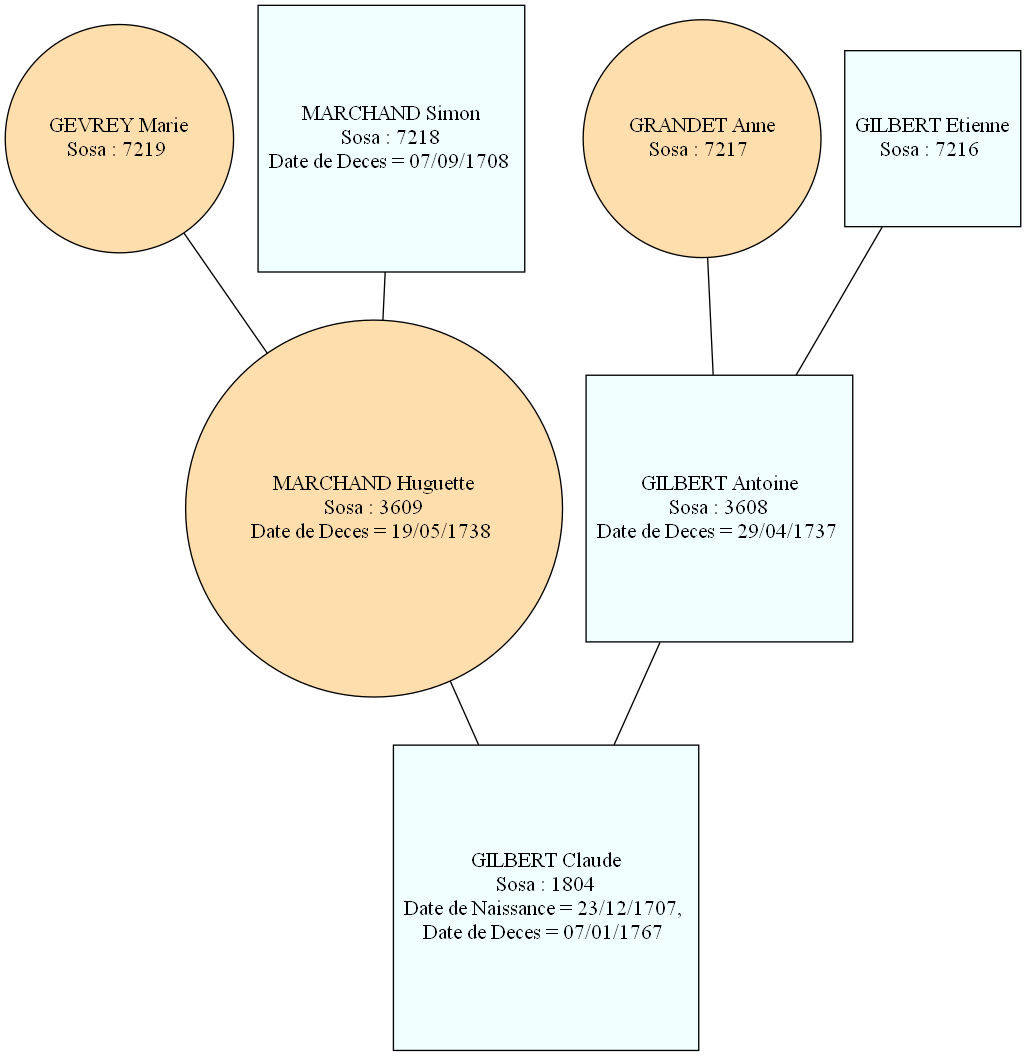 GEVREY Marie
Sosa : 7219
MARCHAND Simon
Sosa : 7218
Date de Deces = 07/09/1708
GRANDET Anne
Sosa : 7217
GILBERT Etienne
Sosa : 7216
MARCHAND Huguette
Sosa : 3609
Date de Deces = 19/05/1738
GILBERT Antoine
Sosa : 3608
Date de Deces = 29/04/1737
GILBERT Claude
Sosa : 1804
Date de Naissance = 23/12/1707,
Date de Deces = 07/01/1767